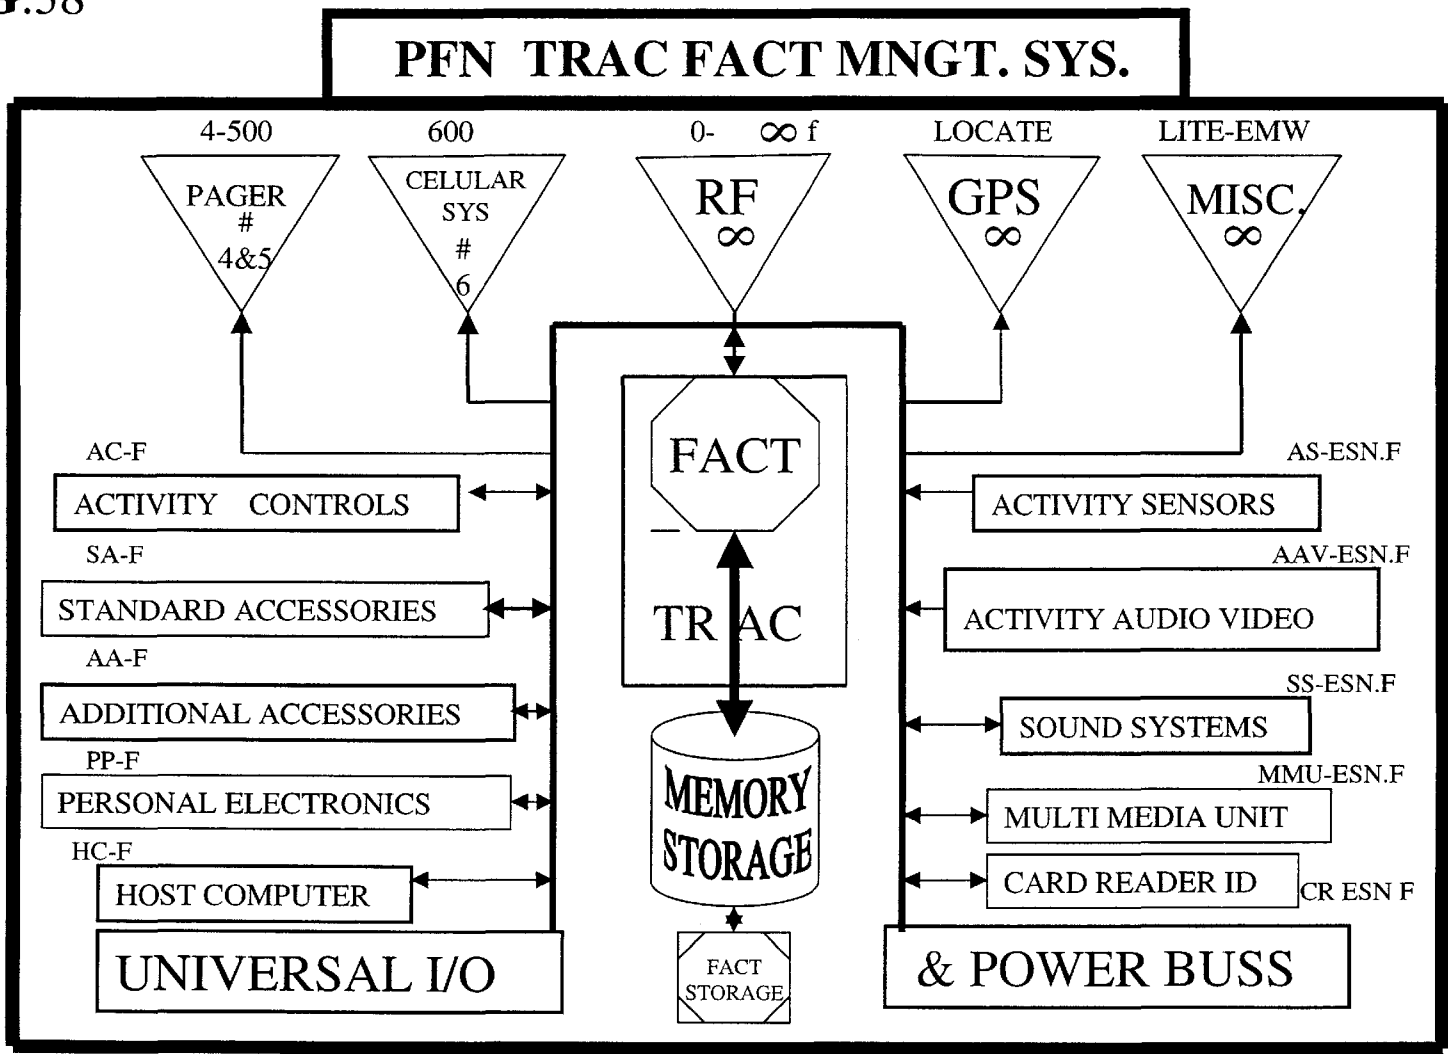 G.58
PFN TRAC FACT MNGT. SYS.
4-500
600
0- ∞ f
LOCATE
LITE-EMW
PAGER
#
4&5
CELULAR
SYS
#
6
RF
∞
GPS
∞
MISC.
∞
FACT
TRAC
MEMORY
STORAGE
FACT
STORAGE
AC-F
ACTIVITY CONTROLS
SA-F
STANDARD ACCESSORIES
AA-F
ADDITIONAL ACCESSORIES
PP-F
PERSONAL ELECTRONICS
HC-F
HOST COMPUTER
UNIVERSAL I/O
AS-ESN.F
ACTIVITY SENSORS
AAV-ESN.F
ACTIVITY AUDIO VIDEO
SS-ESN.F
SOUND SYSTEMS
MMU-ESN.F
MULTI MEDIA UNIT
CARD READER ID
CR ESN F
& POWER BUSS